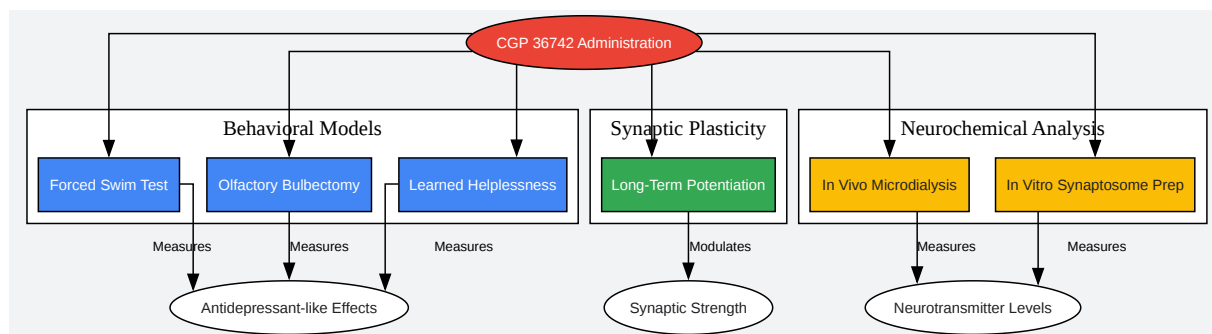 CGP 36742 Administration
Behavioral Models
Synaptic Plasticity
Neurochemical Analysis
Forced Swim Test
Olfactory Bulbectomy
Learned Helplessness
Long-Term Potentiation
In Vivo Microdialysis
In Vitro Synaptosome Prep
Measures
Measures
Measures
Modulates
Measures
Measures
Antidepressant-like Effects
Synaptic Strength
Neurotransmitter Levels